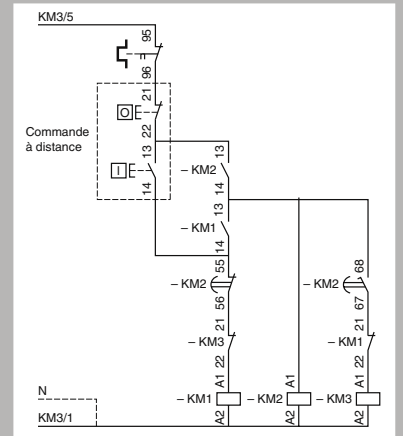 KM3/5
95
96
21
O
22
Commande
à distance
13
I
14
13
– KM2
14
13
– KM1
14
55
– KM2
56
21
– KM3
22
A1
– KM1
A2
A1
– KM2
A2
68
– KM2
67
21
– KM1
22
A1
– KM3
A2
N
KM3/1